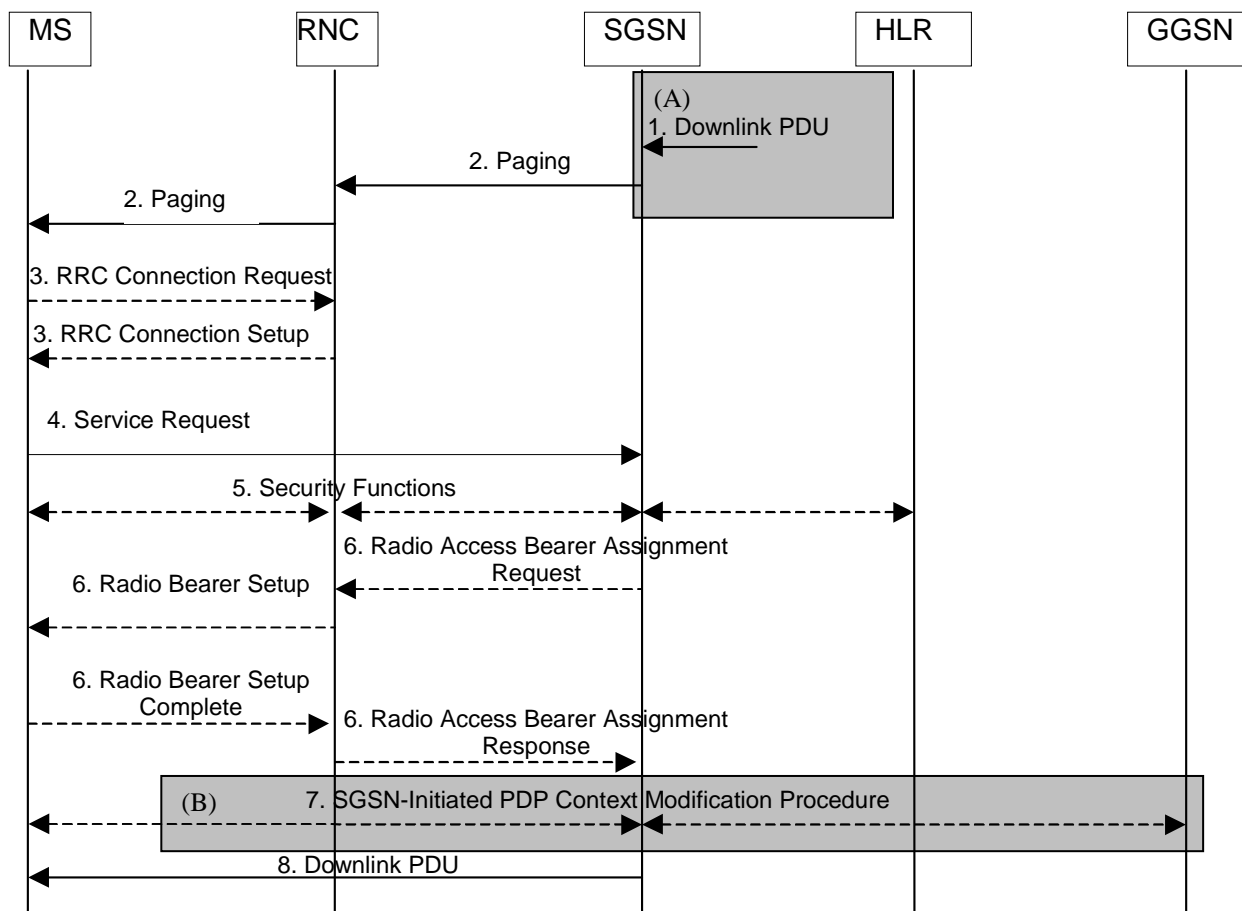 MS
RNC
SGSN
HLR
GGSN
(A)
1. Downlink PDU
2. Paging
2. Paging
3. RRC Connection Request
3. RRC Connection Setup
4. Service Request
5. Security Functions
6. Radio Access Bearer Assignment
Request
6. Radio Bearer Setup
6. Radio Bearer Setup
Complete
6. Radio Access Bearer Assignment
Response
(B)
7. SGSN-Initiated PDP Context Modification Procedure
8. Downlink PDU